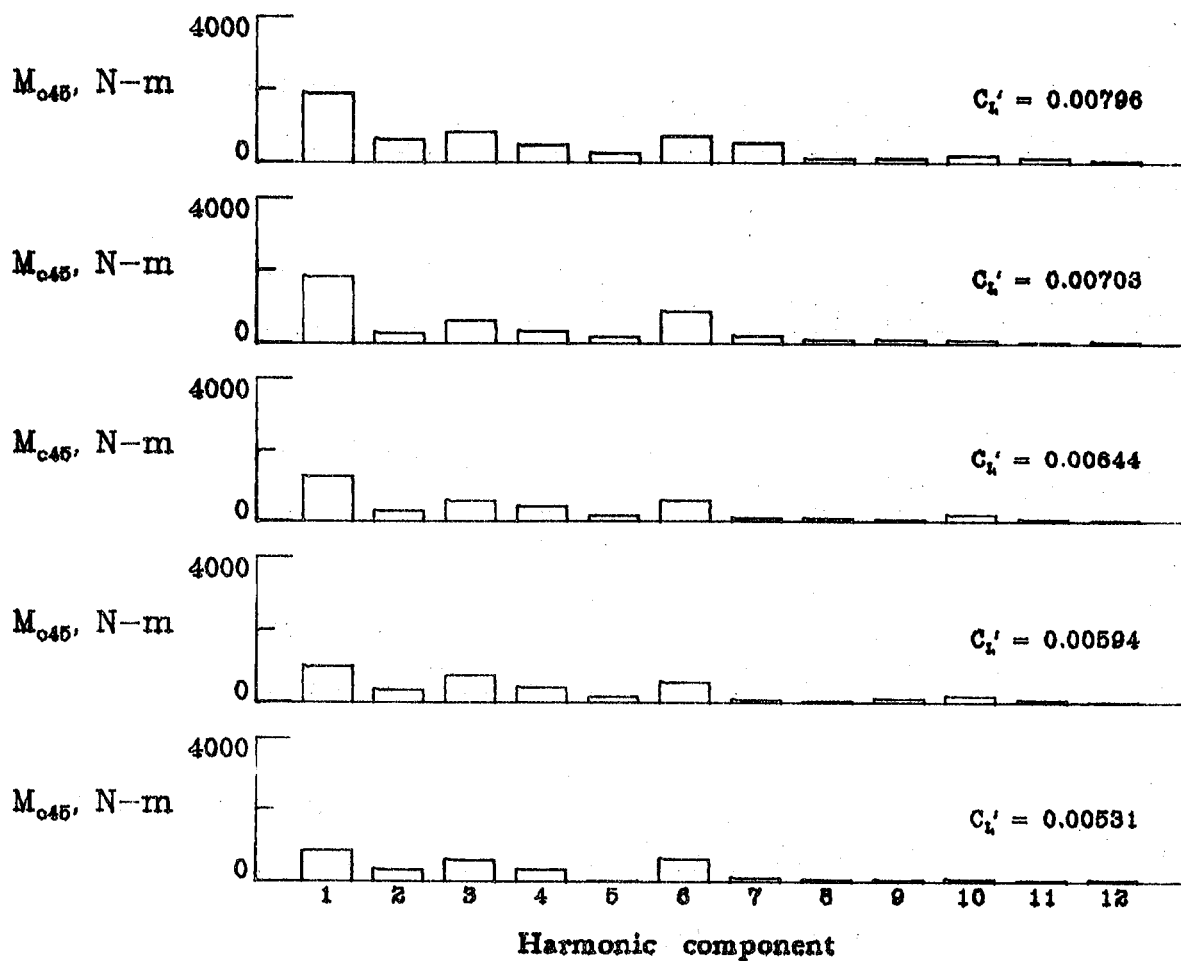 4000
M_c45, N-m
C_L' = 0.00796
0
4000
M_c45, N-m
C_L' = 0.00703
0
4000
M_c45, N-m
C_L' = 0.00644
0
4000
M_c45, N-m
C_L' = 0.00594
0
4000
M_c45, N-m
C_L' = 0.00531
0
1 2 3 4 5 6 7 8 9 10 11 12
Harmonic component